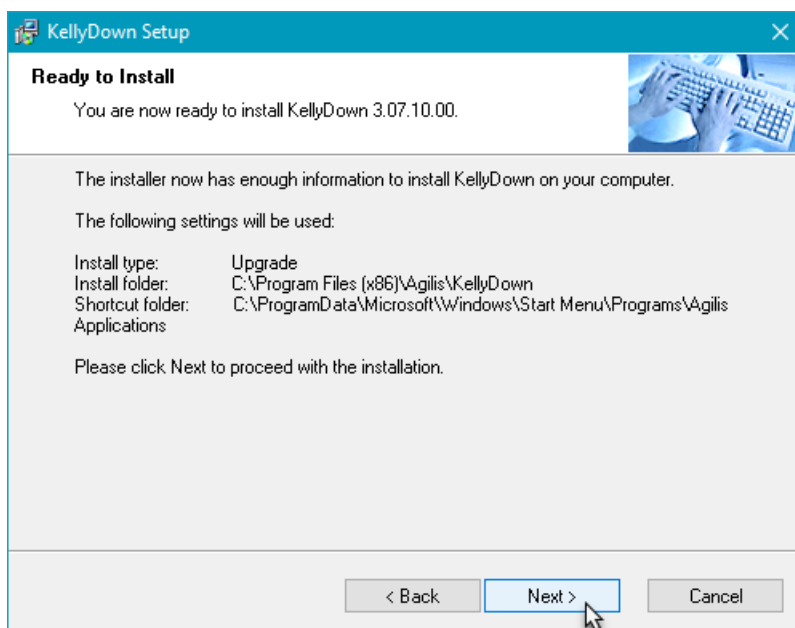 KellyDown Setup
Ready to Install
You are now ready to install KellyDown 3.07.10.00.
The installer now has enough information to install KellyDown on your computer.
The following settings will be used:
Install type: Upgrade
Install folder: C:\Program Files (x86)\Agilis\KellyDown
Shortcut folder: C:\ProgramData\Microsoft\Windows\Start Menu\Programs\Agilis
Applications
Please click Next to proceed with the installation.
< Back Next > Cancel